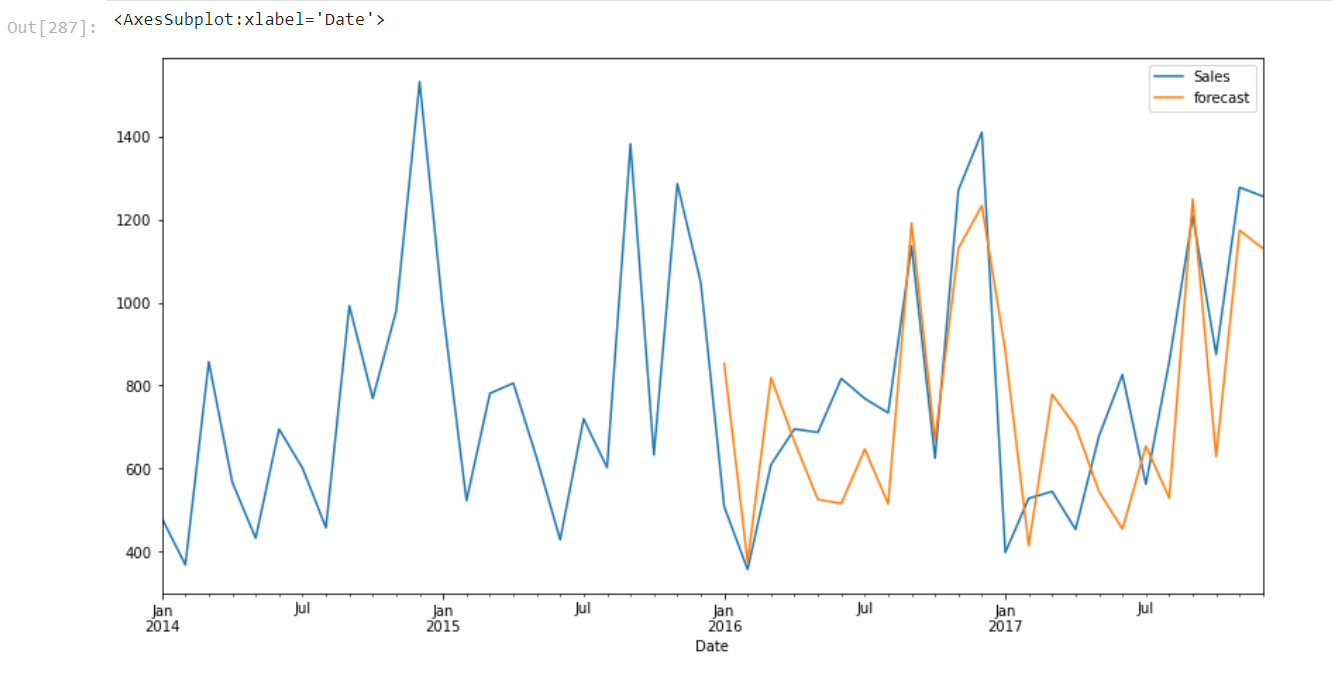 <AxesSubplot:xlabel='Date'>
Out[287]:
Sales
forecast
1400
1200
1000
800
600
400
Jan
2014
Jul
Jan
2015
Jul
Jan
2016
Jul
Jan
2017
Jul
Date